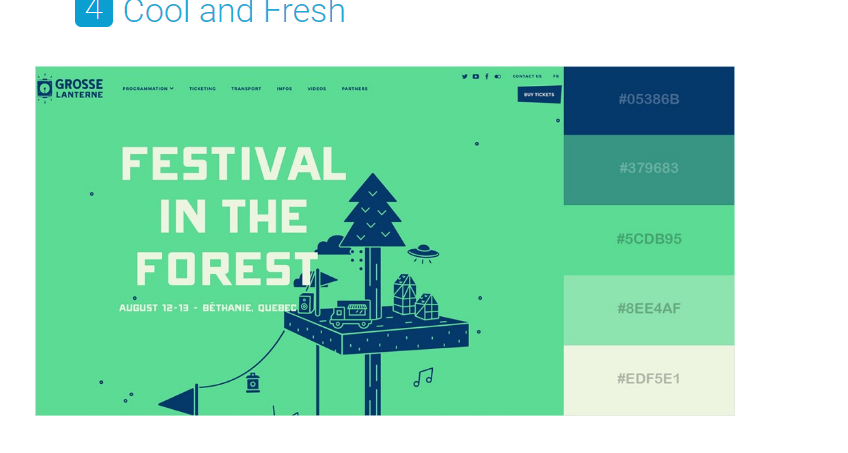 4 Cool and Fresh
CONTACT US FR
GROSSE
LANTERNE
PROGRAMMATION TICKETING TRANSPORT INFOS VIDEOS PARTNERS
BUY TICKETS
FESTIVAL
IN THE
FOREST
AUGUST 12-13 - BÉTHANIE, QUEBEC
#05386B
#379683
#5CDB95
#8EE4AF
#EDF5E1